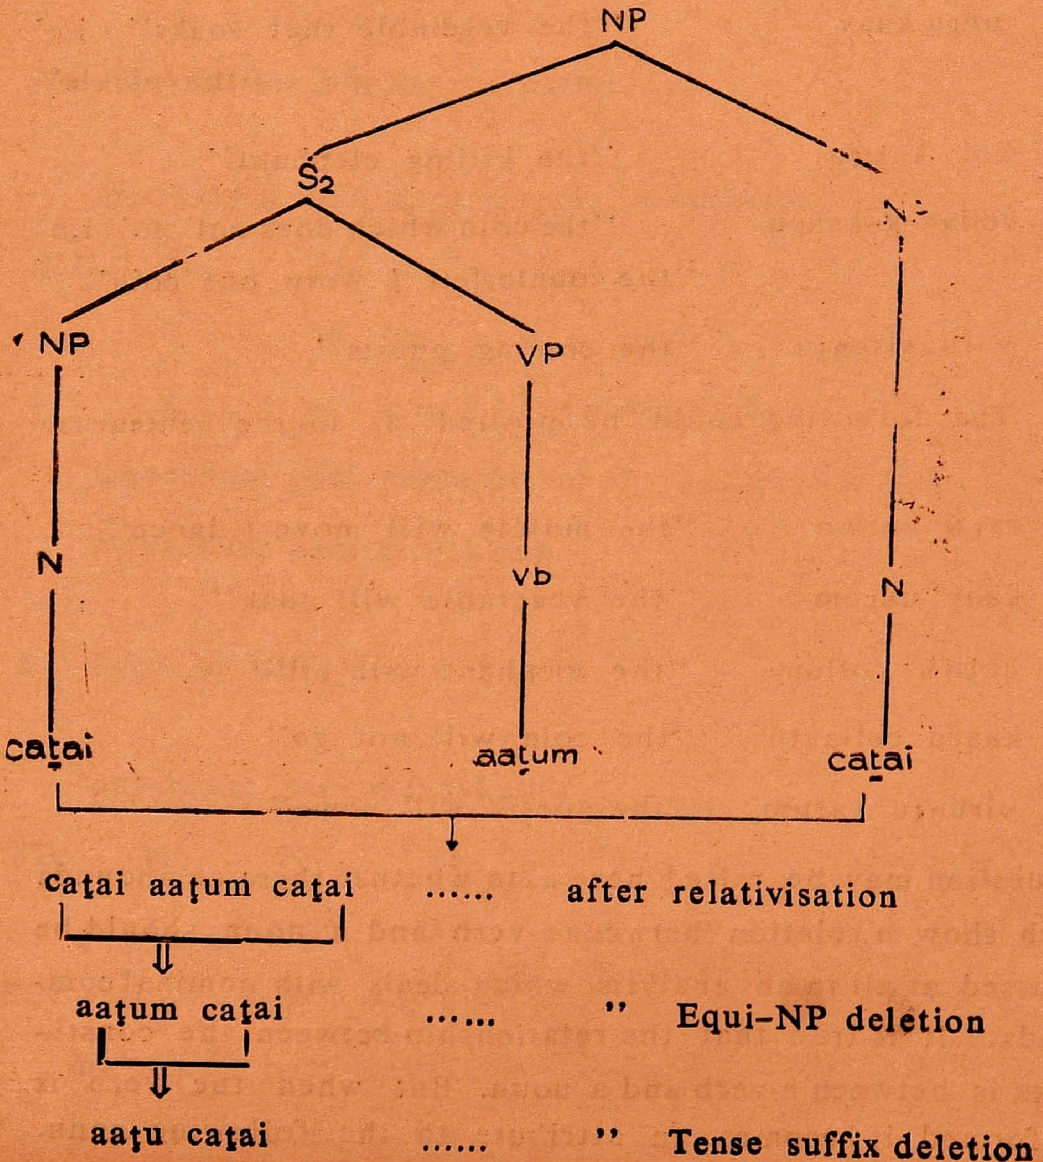 NP
S₂ N
NP VP
N vb N
caṭai aaṭum caṭai
caṭai aaṭum caṭai ...... after relativisation
⇓
aaṭum caṭai ...... ” Equi-NP deletion
⇓
aaṭu caṭai ...... ” Tense suffix deletion